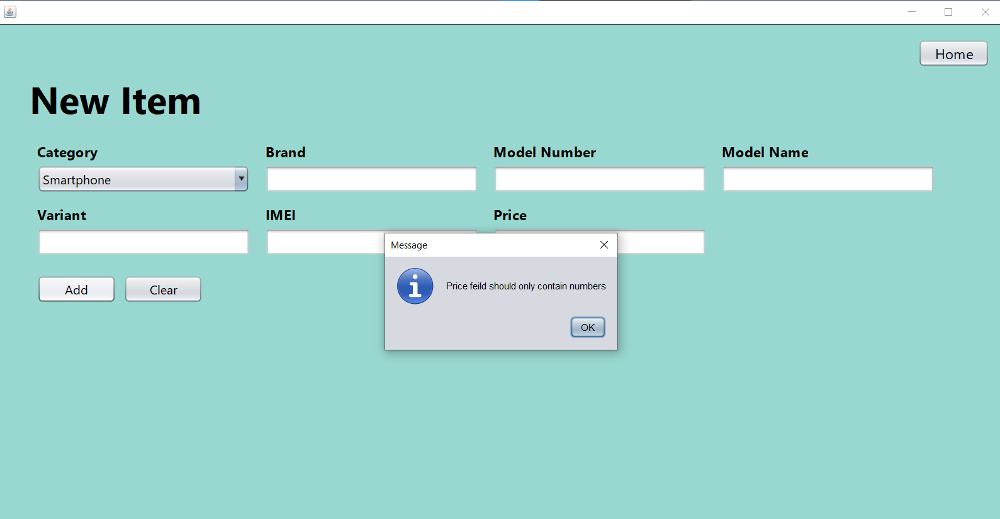 Home
New Item
Category
Brand
Model Number
Model Name
Smartphone
Variant
IMEI
Price
Message
Price feild should only contain numbers
OK
Add
Clear